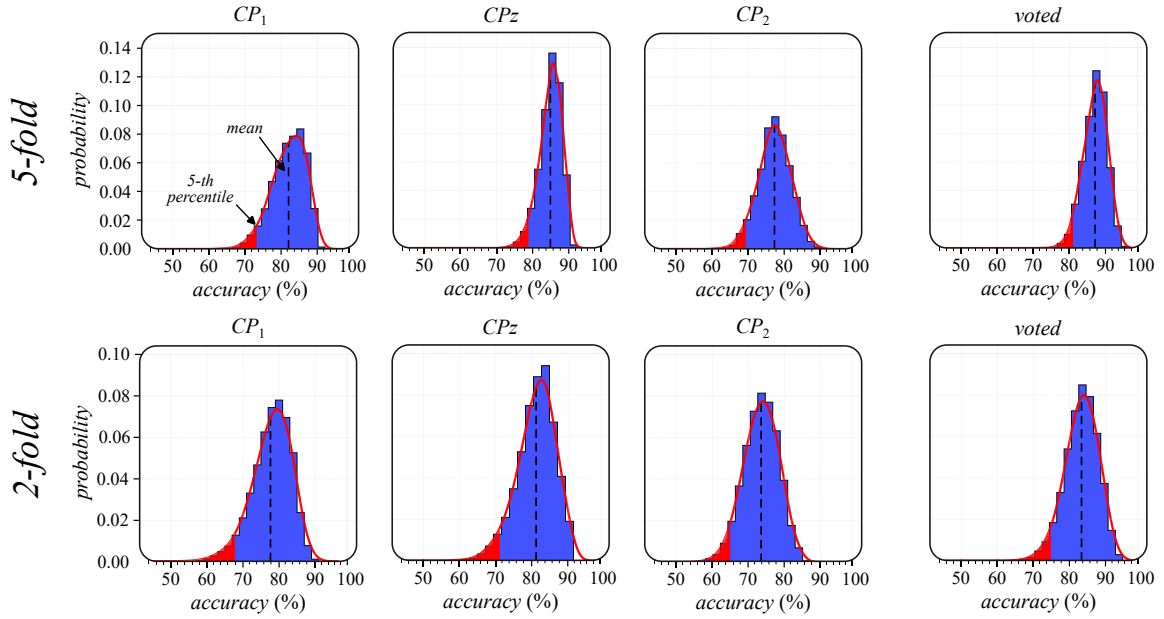 CP1 CPz CP2 voted
5-fold
probability
0.14
0.12
0.10
0.08
0.06
0.04
0.02
0.00
mean
5-th
percentile
50 60 70 80 90 100 50 60 70 80 90 100 50 60 70 80 90 100 50 60 70 80 90 100
accuracy (%) accuracy (%) accuracy (%) accuracy (%)
CP1 CPz CP2 voted
2-fold
probability
0.10
0.08
0.06
0.04
0.02
0.00
50 60 70 80 90 100 50 60 70 80 90 100 50 60 70 80 90 100 50 60 70 80 90 100
accuracy (%) accuracy (%) accuracy (%) accuracy (%)